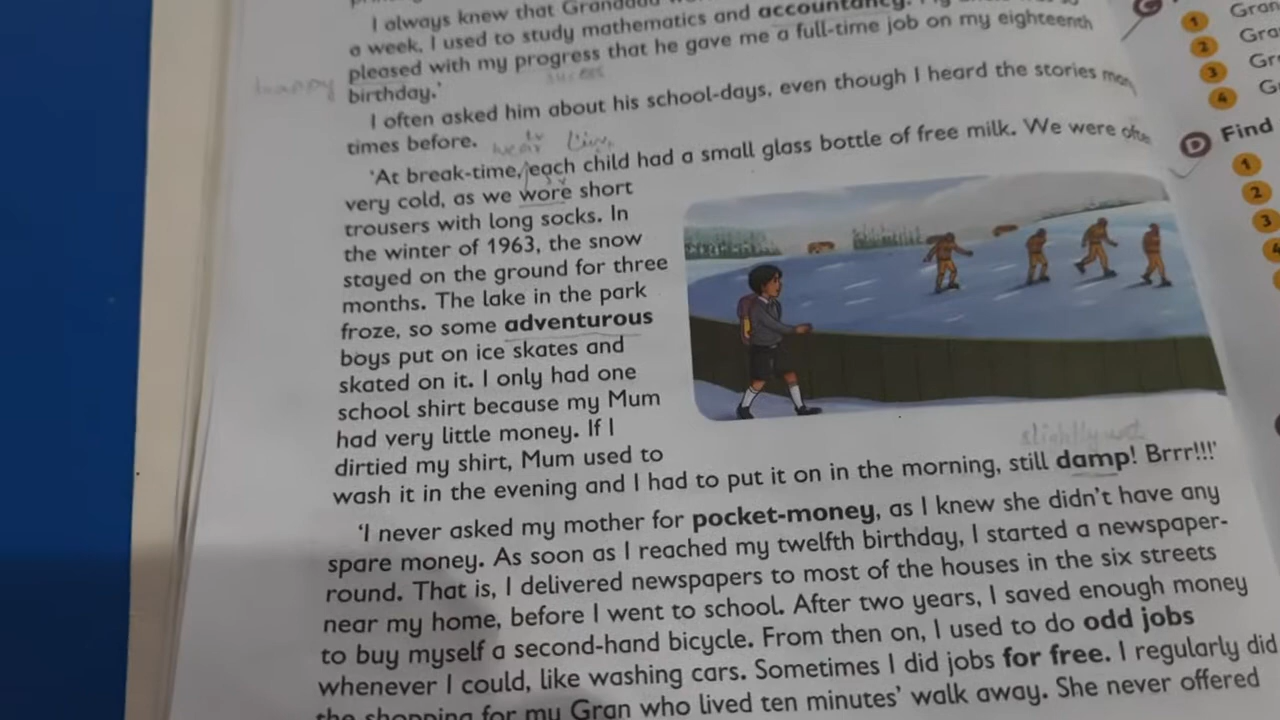 I always knew that Grandad
a week, I used to study mathematics and accountancy.
pleased with my progress that he gave me a full-time job on my eighteenth
happy
birthday.'
I often asked him about his school-days, even though I heard the stories
times before.
wear
'At break-time, each child had a small glass bottle of free milk. We were
very cold, as we wore short
trousers with long socks. In
the winter of 1963, the snow
stayed on the ground for three
months. The lake in the park
froze, so some adventurous
boys put on ice skates and
skated on it. I only had one
school shirt because my Mum
had very little money. If I
dirtied my shirt, Mum used to
slightly wet
wash it in the evening and I had to put it on in the morning, still damp! Brrr!!!'
'I never asked my mother for pocket-money, as I knew she didn't have any
spare money. As soon as I reached my twelfth birthday, I started a newspaper-
round. That is, I delivered newspapers to most of the houses in the six streets
near my home, before I went to school. After two years, I saved enough money
to buy myself a second-hand bicycle. From then on, I used to do odd jobs
whenever I could, like washing cars. Sometimes I did jobs for free. I regularly did
the shopping for my Gran who lived ten minutes' walk away. She never offered
C
1
2
3
4
D Find
1
2
3